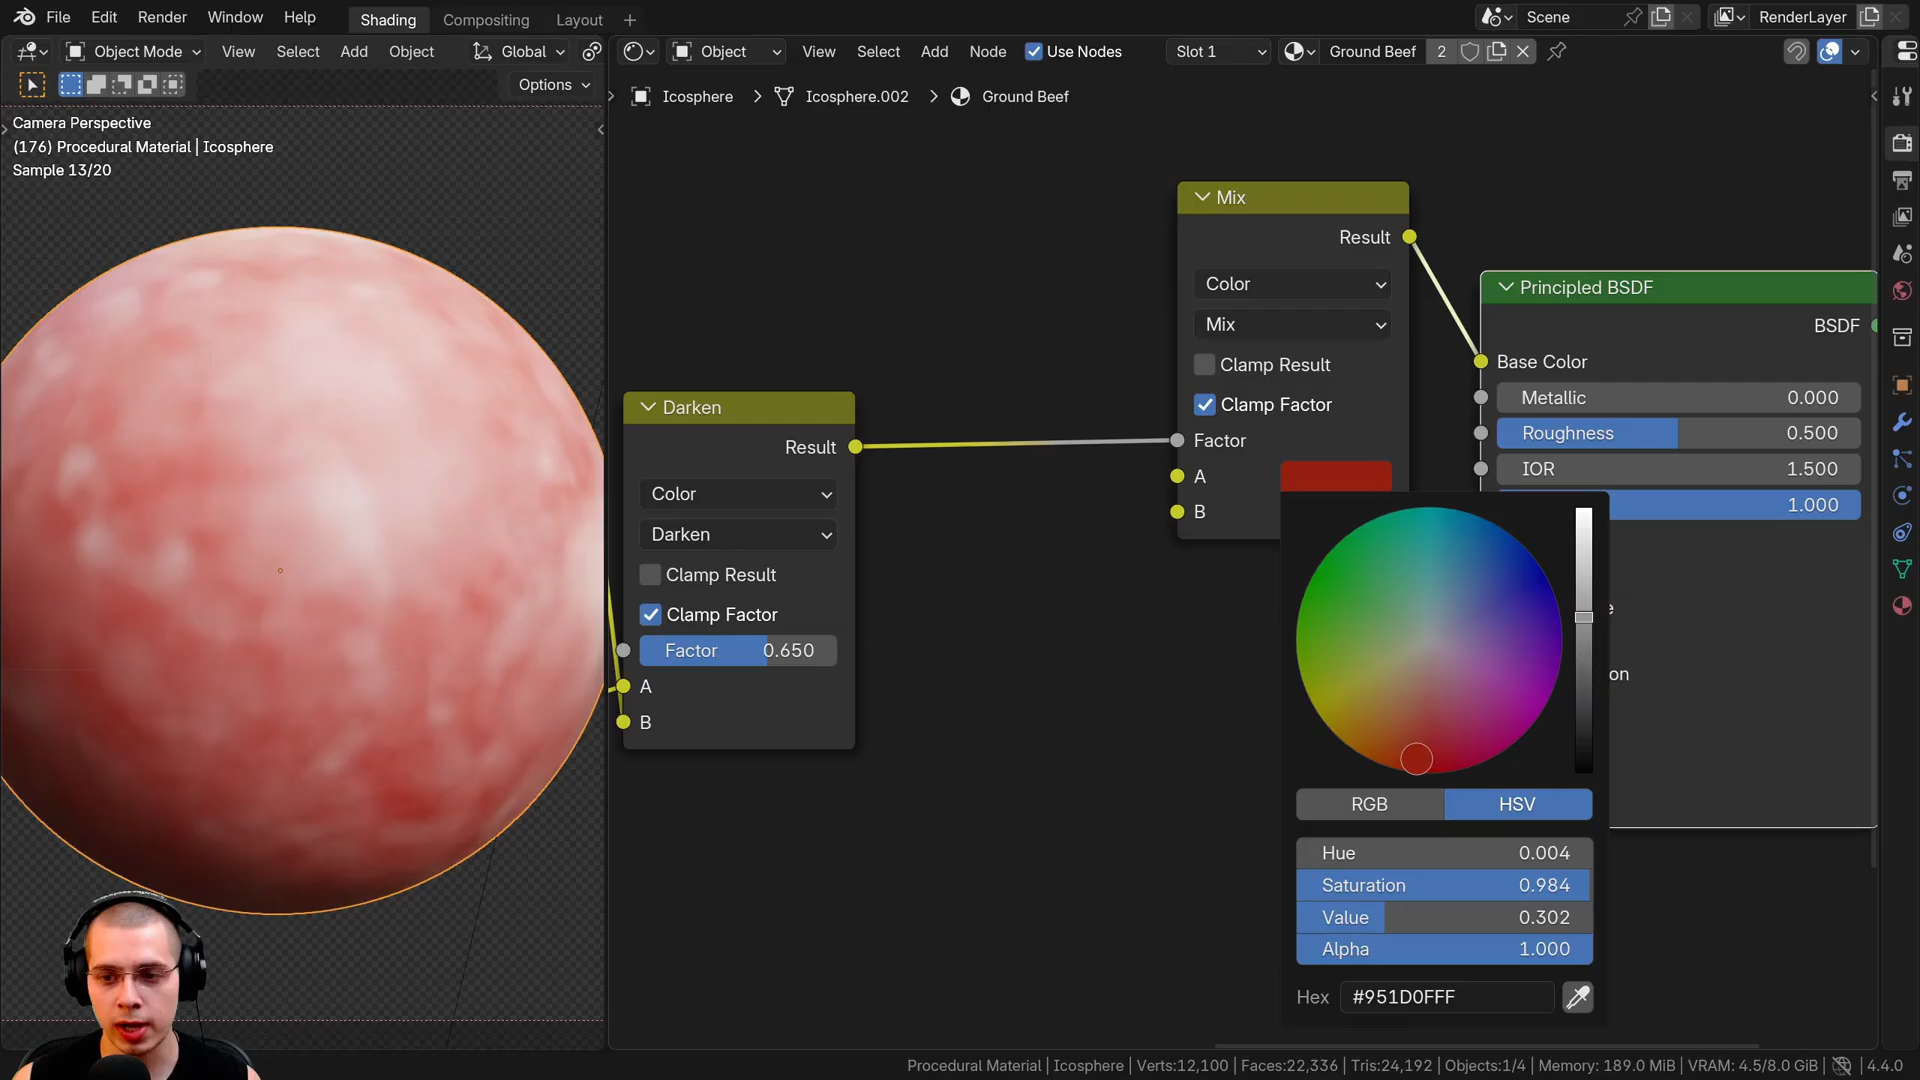 File Edit Render Window Help Shading Compositing Layout + Scene RenderLayer
Object Mode View Select Add Object Global Object View Select Add Node Use Nodes Slot 1 Ground Beef 2
Options
Icosphere > Icosphere.002 > Ground Beef
Camera Perspective
(176) Procedural Material | Icosphere
Sample 13/20
Mix
Result
Color
Mix
Clamp Result
Clamp Factor
Factor
A
B
Principled BSDF
BSDF
Base Color
Metallic 0.000
Roughness 0.500
IOR 1.500
1.000
e
on
Darken
Result
Color
Darken
Clamp Result
Clamp Factor
Factor 0.650
A
B
RGB HSV
Hue 0.004
Saturation 0.984
Value 0.302
Alpha 1.000
Hex #951D0FFF
Procedural Material | Icosphere | Verts:12,100 | Faces:22,336 | Tris:24,192 | Objects:1/4 | Memory: 189.0 MiB | VRAM: 4.5/8.0 GiB | 4.4.0